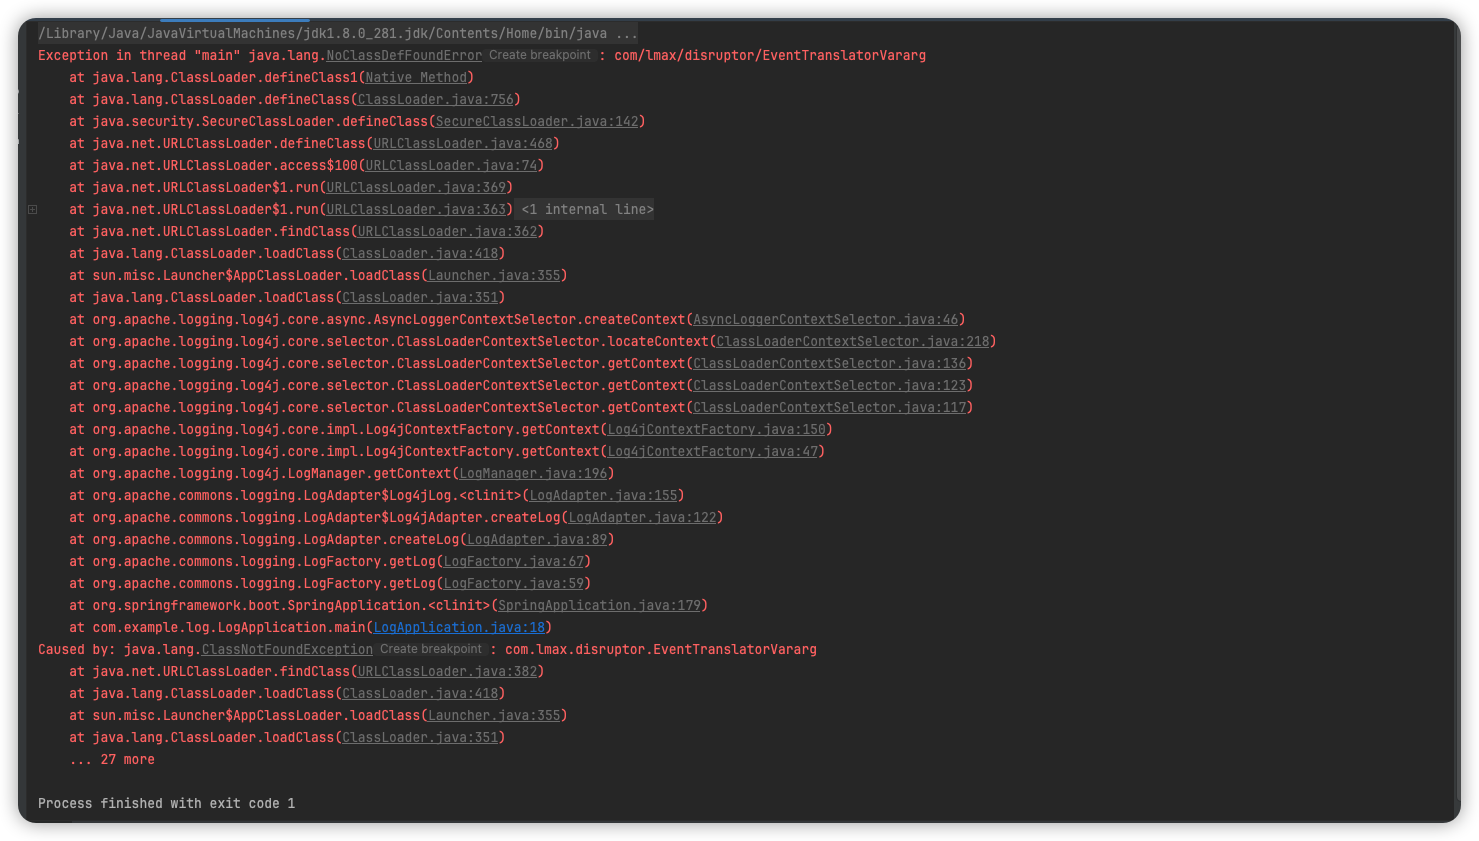 /Library/Java/JavaVirtualMachines/jdk1.8.0_281.jdk/Contents/Home/bin/java ...
Exception in thread "main" java.lang.NoClassDefFoundError Create breakpoint : com/lmax/disruptor/EventTranslatorVararg
at java.lang.ClassLoader.defineClass1(Native Method)
at java.lang.ClassLoader.defineClass(ClassLoader.java:756)
at java.security.SecureClassLoader.defineClass(SecureClassLoader.java:142)
at java.net.URLClassLoader.defineClass(URLClassLoader.java:468)
at java.net.URLClassLoader.access$100(URLClassLoader.java:74)
at java.net.URLClassLoader$1.run(URLClassLoader.java:369)
at java.net.URLClassLoader$1.run(URLClassLoader.java:363) <1 internal line>
at java.net.URLClassLoader.findClass(URLClassLoader.java:362)
at java.lang.ClassLoader.loadClass(ClassLoader.java:418)
at sun.misc.Launcher$AppClassLoader.loadClass(Launcher.java:355)
at java.lang.ClassLoader.loadClass(ClassLoader.java:351)
at org.apache.logging.log4j.core.async.AsyncLoggerContextSelector.createContext(AsyncLoggerContextSelector.java:46)
at org.apache.logging.log4j.core.selector.ClassLoaderContextSelector.locateContext(ClassLoaderContextSelector.java:218)
at org.apache.logging.log4j.core.selector.ClassLoaderContextSelector.getContext(ClassLoaderContextSelector.java:136)
at org.apache.logging.log4j.core.selector.ClassLoaderContextSelector.getContext(ClassLoaderContextSelector.java:123)
at org.apache.logging.log4j.core.selector.ClassLoaderContextSelector.getContext(ClassLoaderContextSelector.java:117)
at org.apache.logging.log4j.core.impl.Log4jContextFactory.getContext(Log4jContextFactory.java:150)
at org.apache.logging.log4j.core.impl.Log4jContextFactory.getContext(Log4jContextFactory.java:47)
at org.apache.logging.log4j.LogManager.getContext(LogManager.java:196)
at org.apache.commons.logging.LogAdapter$Log4jLog.<clinit>(LogAdapter.java:155)
at org.apache.commons.logging.LogAdapter$Log4jAdapter.createLog(LogAdapter.java:122)
at org.apache.commons.logging.LogAdapter.createLog(LogAdapter.java:89)
at org.apache.commons.logging.LogFactory.getLog(LogFactory.java:67)
at org.apache.commons.logging.LogFactory.getLog(LogFactory.java:59)
at org.springframework.boot.SpringApplication.<clinit>(SpringApplication.java:179)
at com.example.log.LogApplication.main(LogApplication.java:18)
Caused by: java.lang.ClassNotFoundException Create breakpoint : com.lmax.disruptor.EventTranslatorVararg
at java.net.URLClassLoader.findClass(URLClassLoader.java:382)
at java.lang.ClassLoader.loadClass(ClassLoader.java:418)
at sun.misc.Launcher$AppClassLoader.loadClass(Launcher.java:355)
at java.lang.ClassLoader.loadClass(ClassLoader.java:351)
... 27 more
Process finished with exit code 1